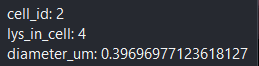 cell_id: 2
lys_in_cell: 4
diameter_um: 0.39696977123618127